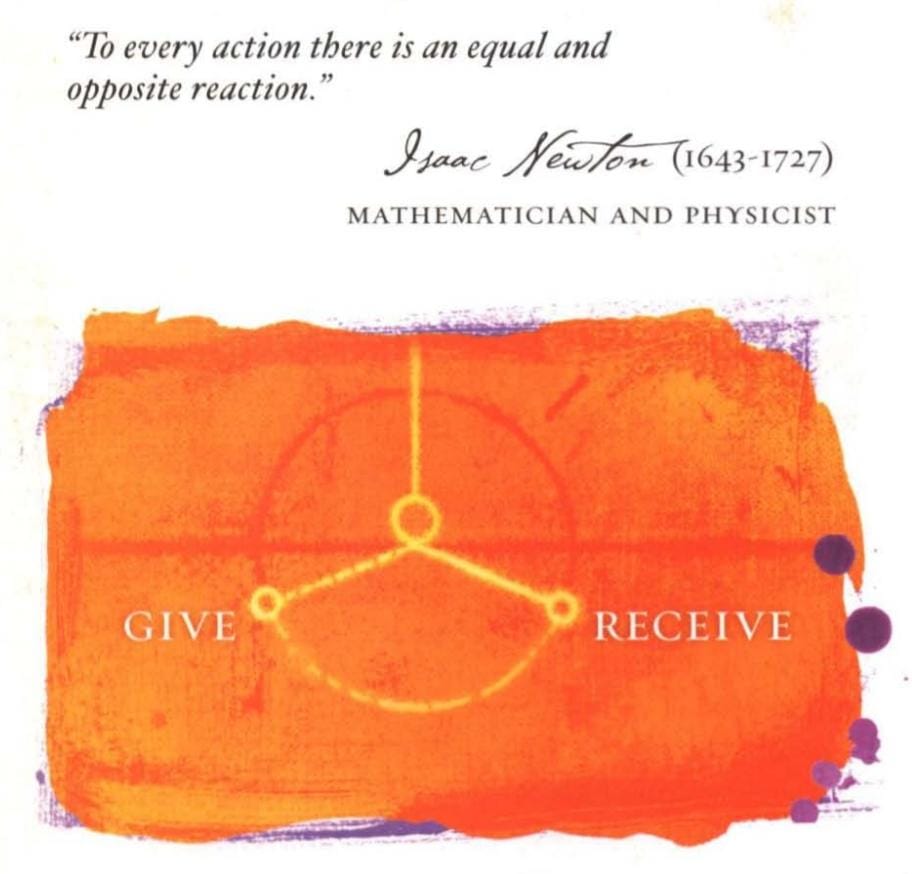 “To every action there is an equal and
opposite reaction.”
Isaac Newton (1643-1727)
MATHEMATICIAN AND PHYSICIST
GIVE
RECEIVE